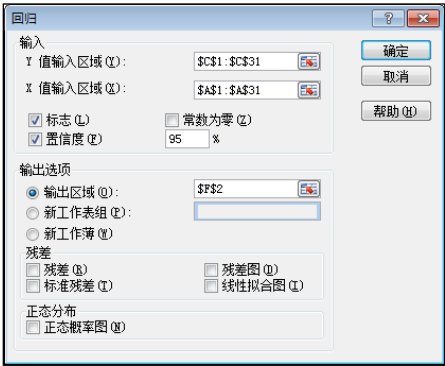 回归
输入
Y 值输入区域(Y): $C$1:$C$31
X 值输入区域(X): $A$1:$A$31
标志(L) 常数为零(Z)
置信度(F) 95 %
输出选项
输出区域(O): $F$2
新工作表组(P):
新工作薄(W)
残差
残差(R) 残差图(D)
标准残差(T) 线性拟合图(I)
正态分布
正态概率图(N)
确定
取消
帮助(H)